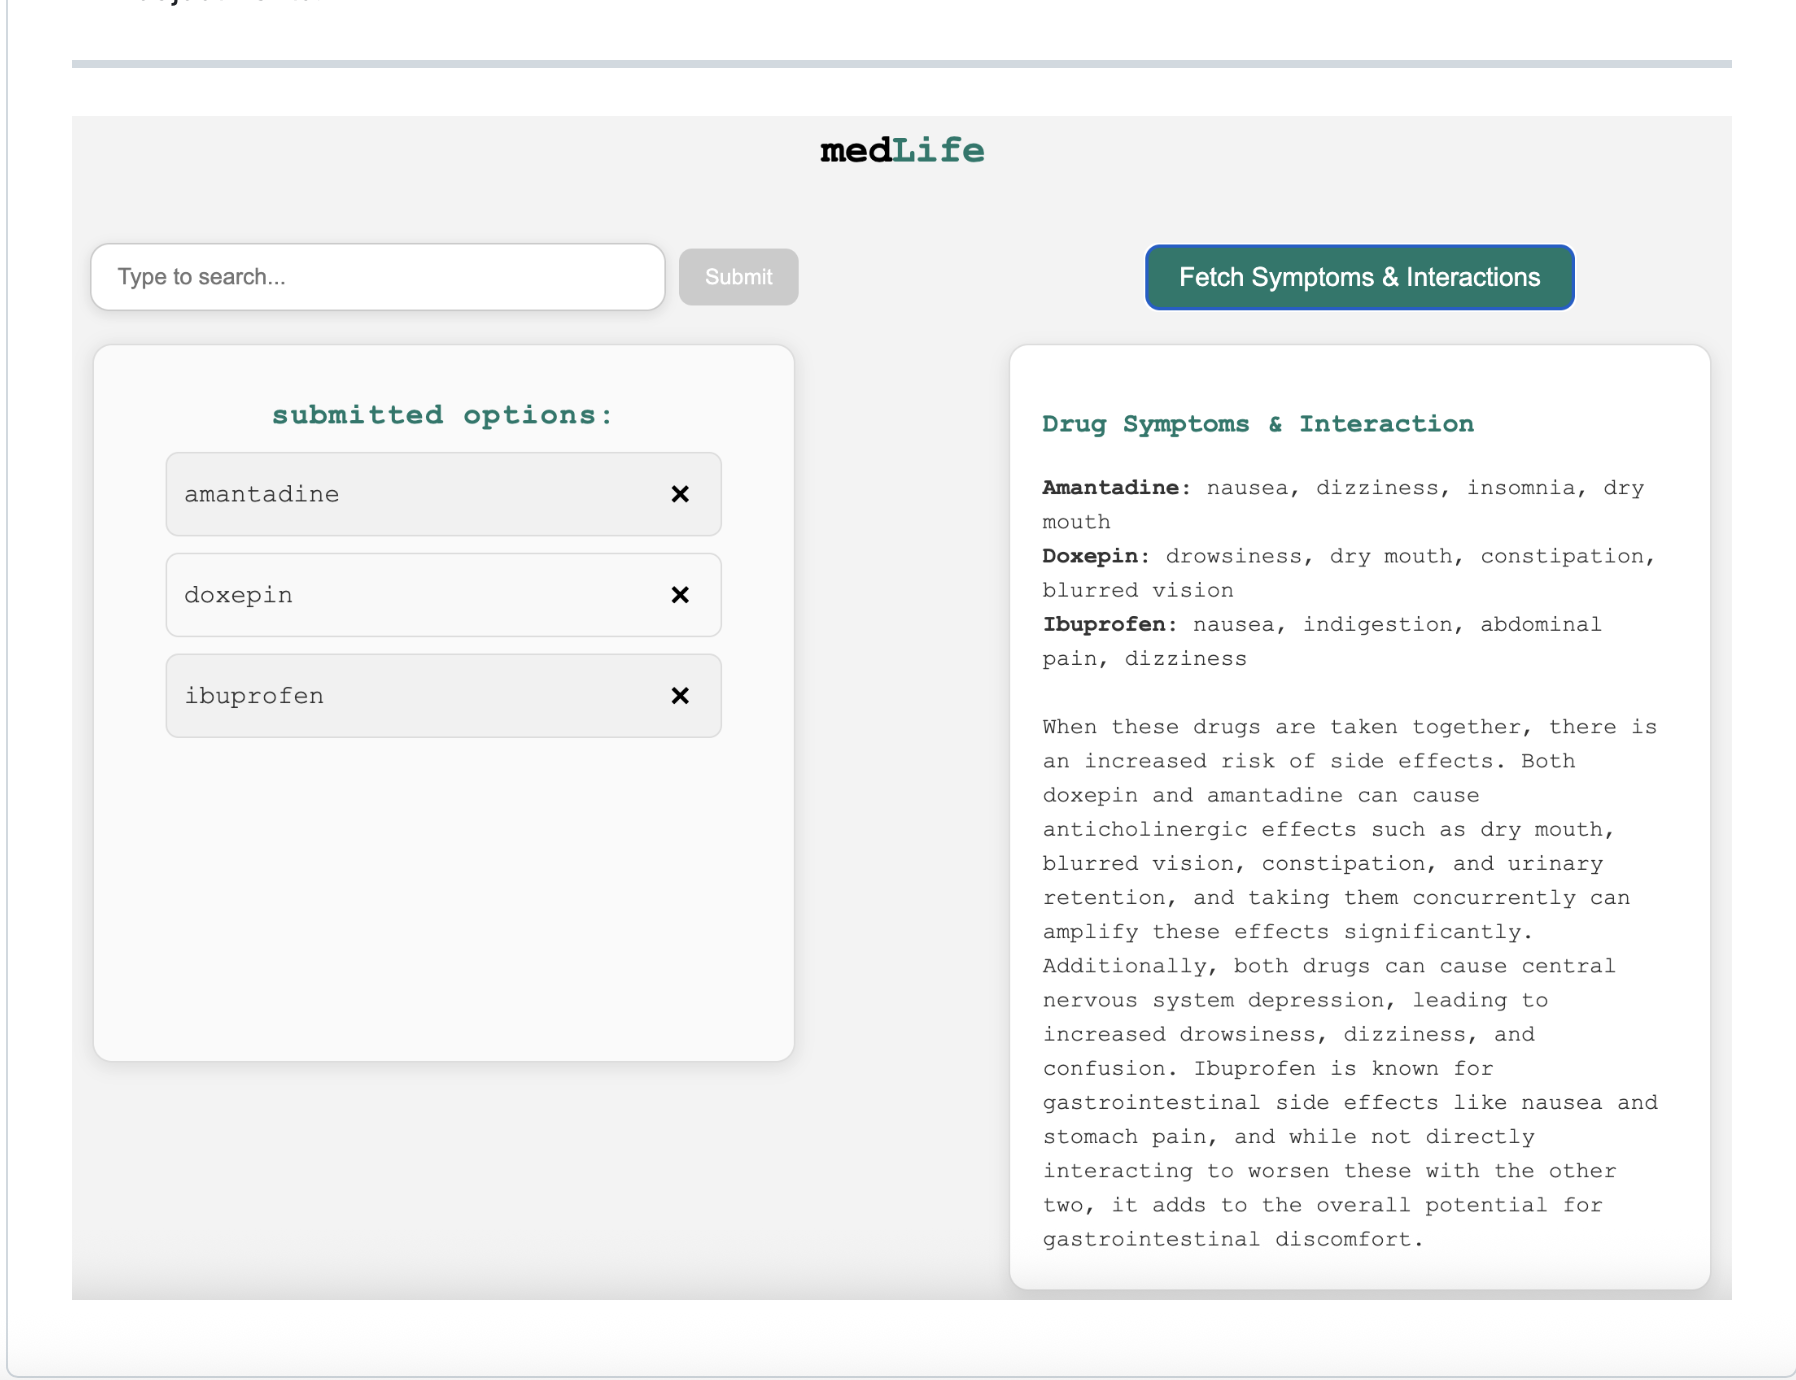 medLife
Type to search...
Submit
Fetch Symptoms & Interactions
submitted options:
amantadine
doxepin
ibuprofen
Drug Symptoms & Interaction
Amantadine: nausea, dizziness, insomnia, dry
mouth
Doxepin: drowsiness, dry mouth, constipation,
blurred vision
Ibuprofen: nausea, indigestion, abdominal
pain, dizziness
When these drugs are taken together, there is
an increased risk of side effects. Both
doxepin and amantadine can cause
anticholinergic effects such as dry mouth,
blurred vision, constipation, and urinary
retention, and taking them concurrently can
amplify these effects significantly.
Additionally, both drugs can cause central
nervous system depression, leading to
increased drowsiness, dizziness, and
confusion. Ibuprofen is known for
gastrointestinal side effects like nausea and
stomach pain, and while not directly
interacting to worsen these with the other
two, it adds to the overall potential for
gastrointestinal discomfort.